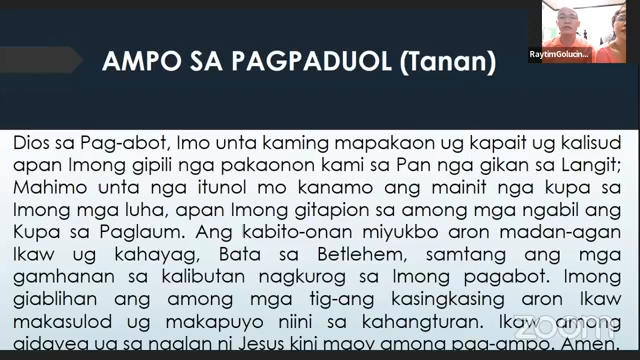 AMPO SA PAGPADUOL (Tanan)
RaytimGolucin...
Dios sa Pag-abot, Imo unta kaming mapakaon ug kapait ug kalisud
apan Imong gipili nga pakaonon kami sa Pan nga gikan sa Langit;
Mahimo unta nga itunol mo kanamo ang mainit nga kupa sa
Imong mga luha, apan Imong gitapion sa among mga ngabil ang
Kupa sa Paglaum. Ang kabito-onan miyukbo aron madan-agan
Ikaw ug kahayag, Bata sa Betlehem, samtang ang mga
gamhanan sa kalibutan nagkurog sa Imong pagabot. Imong
giablihan ang among mga tig-ang kasingkasing aron Ikaw
makasulod ug makapuyo niini sa kahangturan. Ikaw among
gidayeg ug sa ngalan ni Jesus kini maoy among pag-ampo. Amen.
zoom